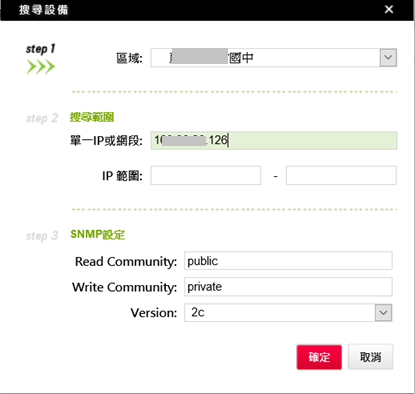 搜尋設備
step 1
區域: 國中
step 2 搜尋範圍
單一IP或網段: .126
IP 範圍: -
step 3 SNMP設定
Read Community: public
Write Community: private
Version: 2c
確定 取消